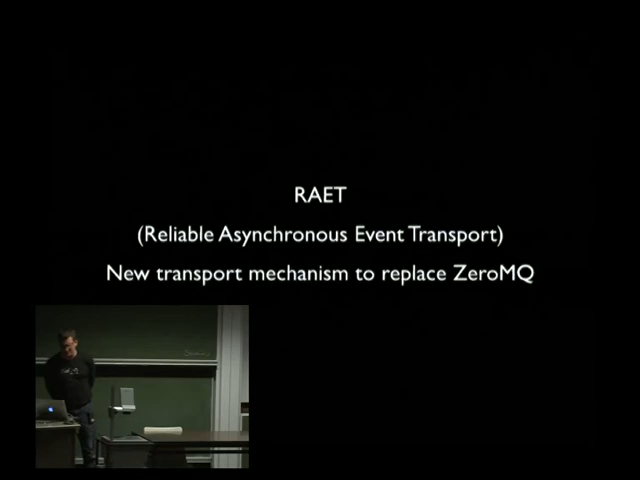 RAET
(Reliable Asynchronous Event Transport)
New transport mechanism to replace ZeroMQ